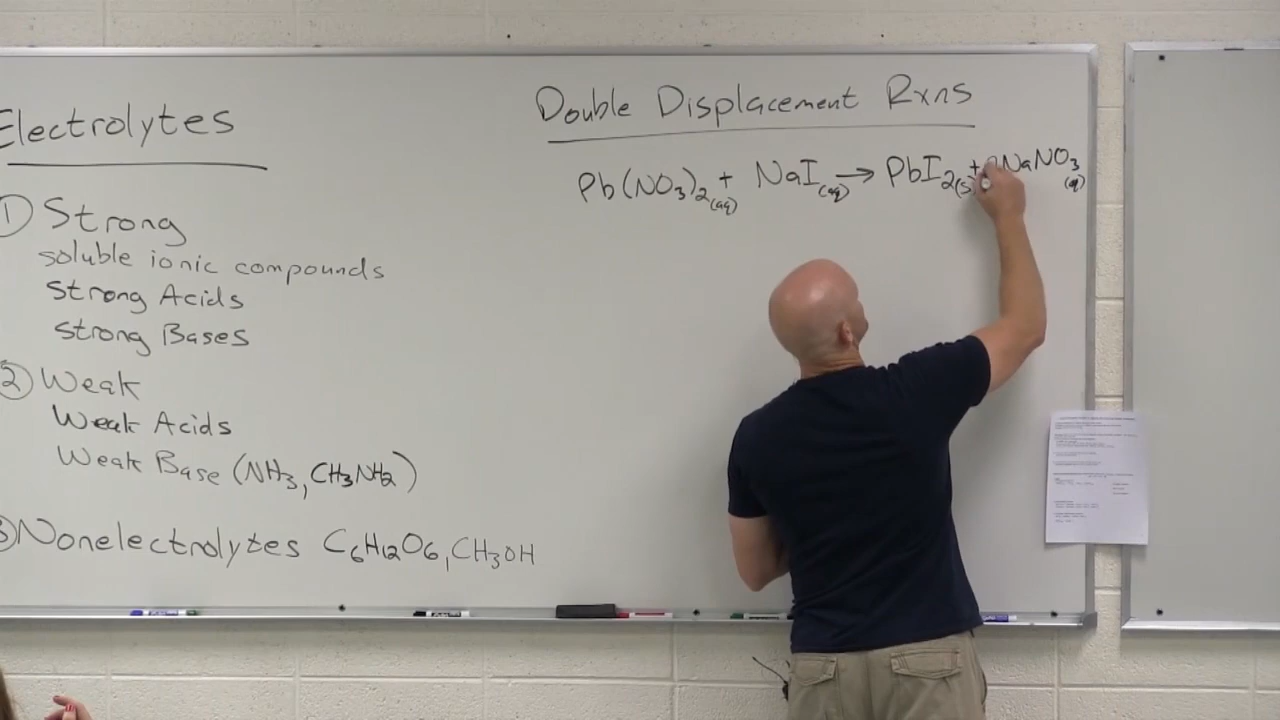 Electrolytes
① Strong
soluble ionic compounds
Strong Acids
Strong Bases
② Weak
Weak Acids
Weak Base (NH3, CH3NH2)
③ Nonelectrolytes C6H12O6, CH3OH
Double Displacement Rxns
Pb(NO3)2(aq) + NaI(aq) → PbI2(s) + 2NaNO3(aq)